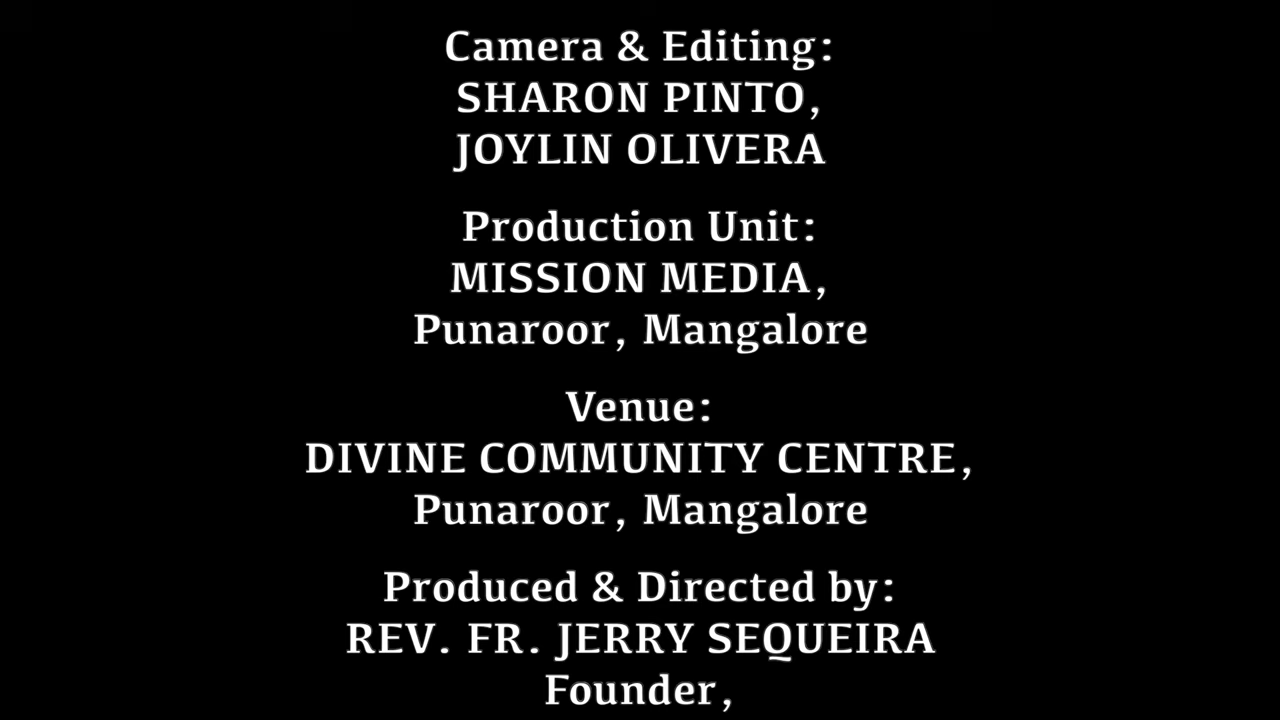 Camera & Editing:
SHARON PINTO,
JOYLIN OLIVERA
Production Unit:
MISSION MEDIA,
Punaroor, Mangalore
Venue:
DIVINE COMMUNITY CENTRE,
Punaroor, Mangalore
Produced & Directed by:
REV. FR. JERRY SEQUEIRA
Founder,